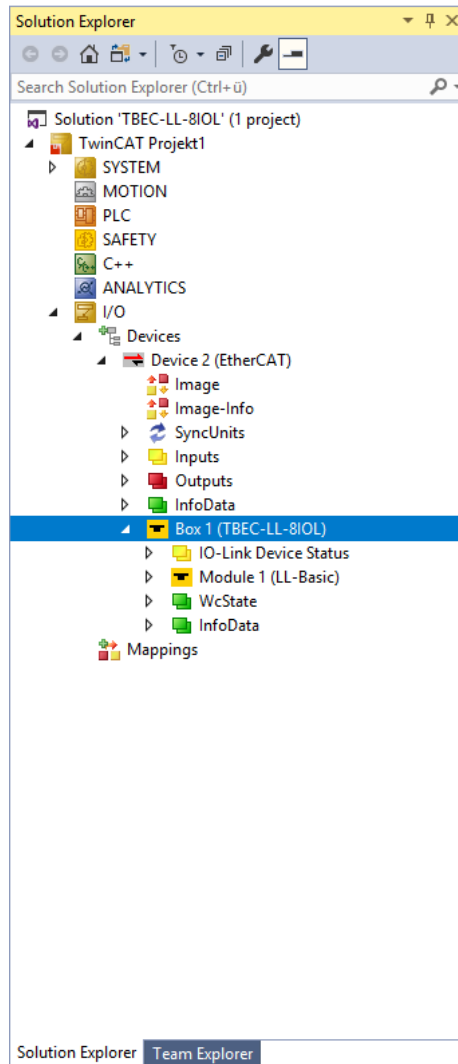 Solution Explorer
Search Solution Explorer (Ctrl+ü)
Solution 'TBEC-LL-8IOL' (1 project)
TwinCAT Projekt1
SYSTEM
MOTION
PLC
SAFETY
C++
ANALYTICS
I/O
Devices
Device 2 (EtherCAT)
Image
Image-Info
SyncUnits
Inputs
Outputs
InfoData
Box 1 (TBEC-LL-8IOL)
IO-Link Device Status
Module 1 (LL-Basic)
WcState
InfoData
Mappings
Solution Explorer Team Explorer